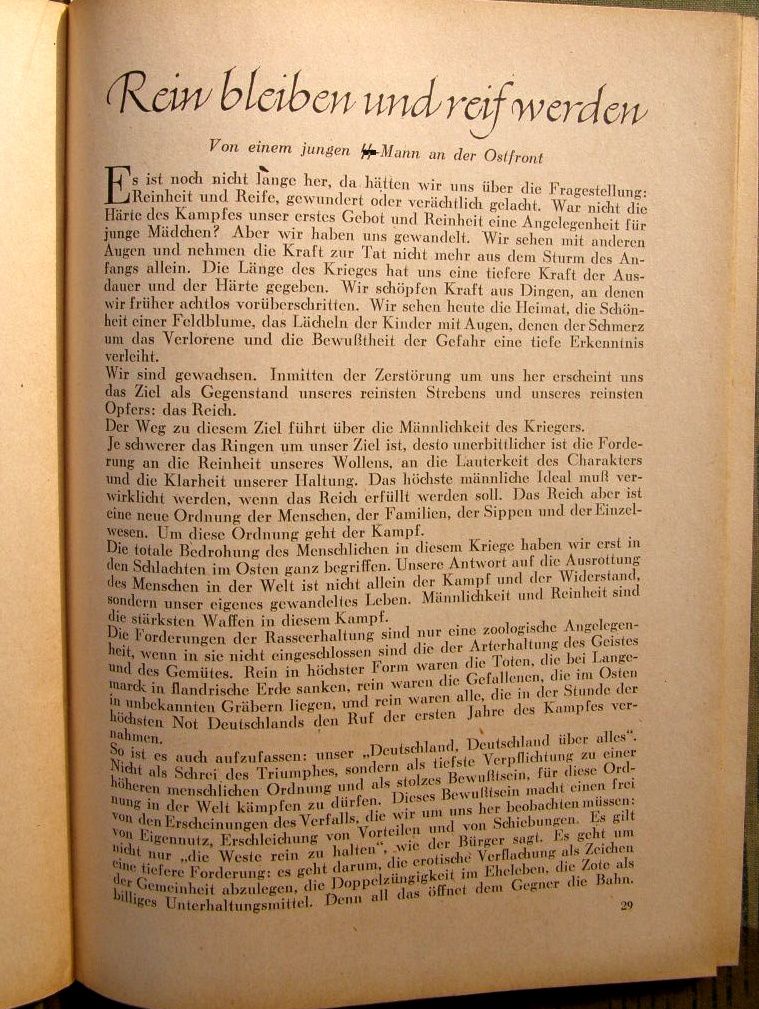 Rein bleiben und reif werden
Von einem jungen ᛋᛋ-Mann an der Ostfront
Es ist noch nicht lange her, da hätten wir uns über die Fragestellung:
Reinheit und Reife, gewundert oder verächtlich gelacht. War nicht die
Härte des Kampfes unser erstes Gebot und Reinheit eine Angelegenheit für
junge Mädchen? Aber wir haben uns gewandelt. Wir sehen mit anderen
Augen und nehmen die Kraft zur Tat nicht mehr aus dem Sturm des An-
fangs allein. Die Länge des Krieges hat uns eine tiefere Kraft der Aus-
dauer und der Härte gegeben. Wir schöpfen Kraft aus Dingen, an denen
wir früher achtlos vorüberschritten. Wir sehen heute die Heimat, die Schön-
heit einer Feldblume, das Lächeln der Kinder mit Augen, denen der Schmerz
um das Verlorene und die Bewußtheit der Gefahr eine tiefe Erkenntnis
verleiht.
Wir sind gewachsen. Inmitten der Zerstörung um uns her erscheint uns
das Ziel als Gegenstand unseres reinsten Strebens und unseres reinsten
Opfers: das Reich.
Der Weg zu diesem Ziel führt über die Männlichkeit des Kriegers.
Je schwerer das Ringen um unser Ziel ist, desto unerbittlicher ist die Forde-
rung an die Reinheit unseres Wollens, an die Lauterkeit des Charakters
und die Klarheit unserer Haltung. Das höchste männliche Ideal muß ver-
wirklicht werden, wenn das Reich erfüllt werden soll. Das Reich aber ist
eine neue Ordnung der Menschen, der Familien, der Sippen und der Einzel-
wesen. Um diese Ordnung geht der Kampf.
Die totale Bedrohung des Menschlichen in diesem Kriege haben wir erst in
den Schlachten im Osten ganz begriffen. Unsere Antwort auf die Ausrottung
des Menschen in der Welt ist nicht allein der Kampf und der Widerstand,
sondern unser eigenes gewandeltes Leben. Männlichkeit und Reinheit sind
die stärksten Waffen in diesem Kampf.
Die Forderungen der Rasseerhaltung sind nur eine zoologische Angelegen-
heit, wenn in sie nicht eingeschlossen sind die der Arterhaltung des Geistes
und des Gemütes. Rein in höchster Form waren die Toten, die bei Lange-
marck in flandrische Erde sanken, rein waren die Gefallenen, die im Osten
in unbekannten Gräbern liegen, und rein waren alle, die in der Stunde der
höchsten Not Deutschlands den Ruf der ersten Jahre des Kampfes ver-
nahmen.
So ist es auch aufzufassen: unser „Deutschland, Deutschland über alles“.
Nicht als Schrei des Triumphes, sondern als tiefste Verpflichtung zu einer
höheren menschlichen Ordnung und als stolzes Bewußtsein, für diese Ord-
nung in der Welt kämpfen zu dürfen. Dieses Bewußtsein macht einen frei
von den Erscheinungen des Verfalls, die wir um uns her beobachten müssen:
von Eigennutz, Erschleichung von Vorteilen und von Schiebungen. Es gilt
nicht nur „die Weste rein zu halten“, wie der Bürger sagt. Es geht um
eine tiefere Forderung: es geht darum, die erotische Verflachung als Zeichen
der Gemeinheit abzulegen, die Doppelzüngigkeit im Eheleben, die Zote als
billiges Unterhaltungsmittel. Denn all das öffnet dem Gegner die Bahn.
29